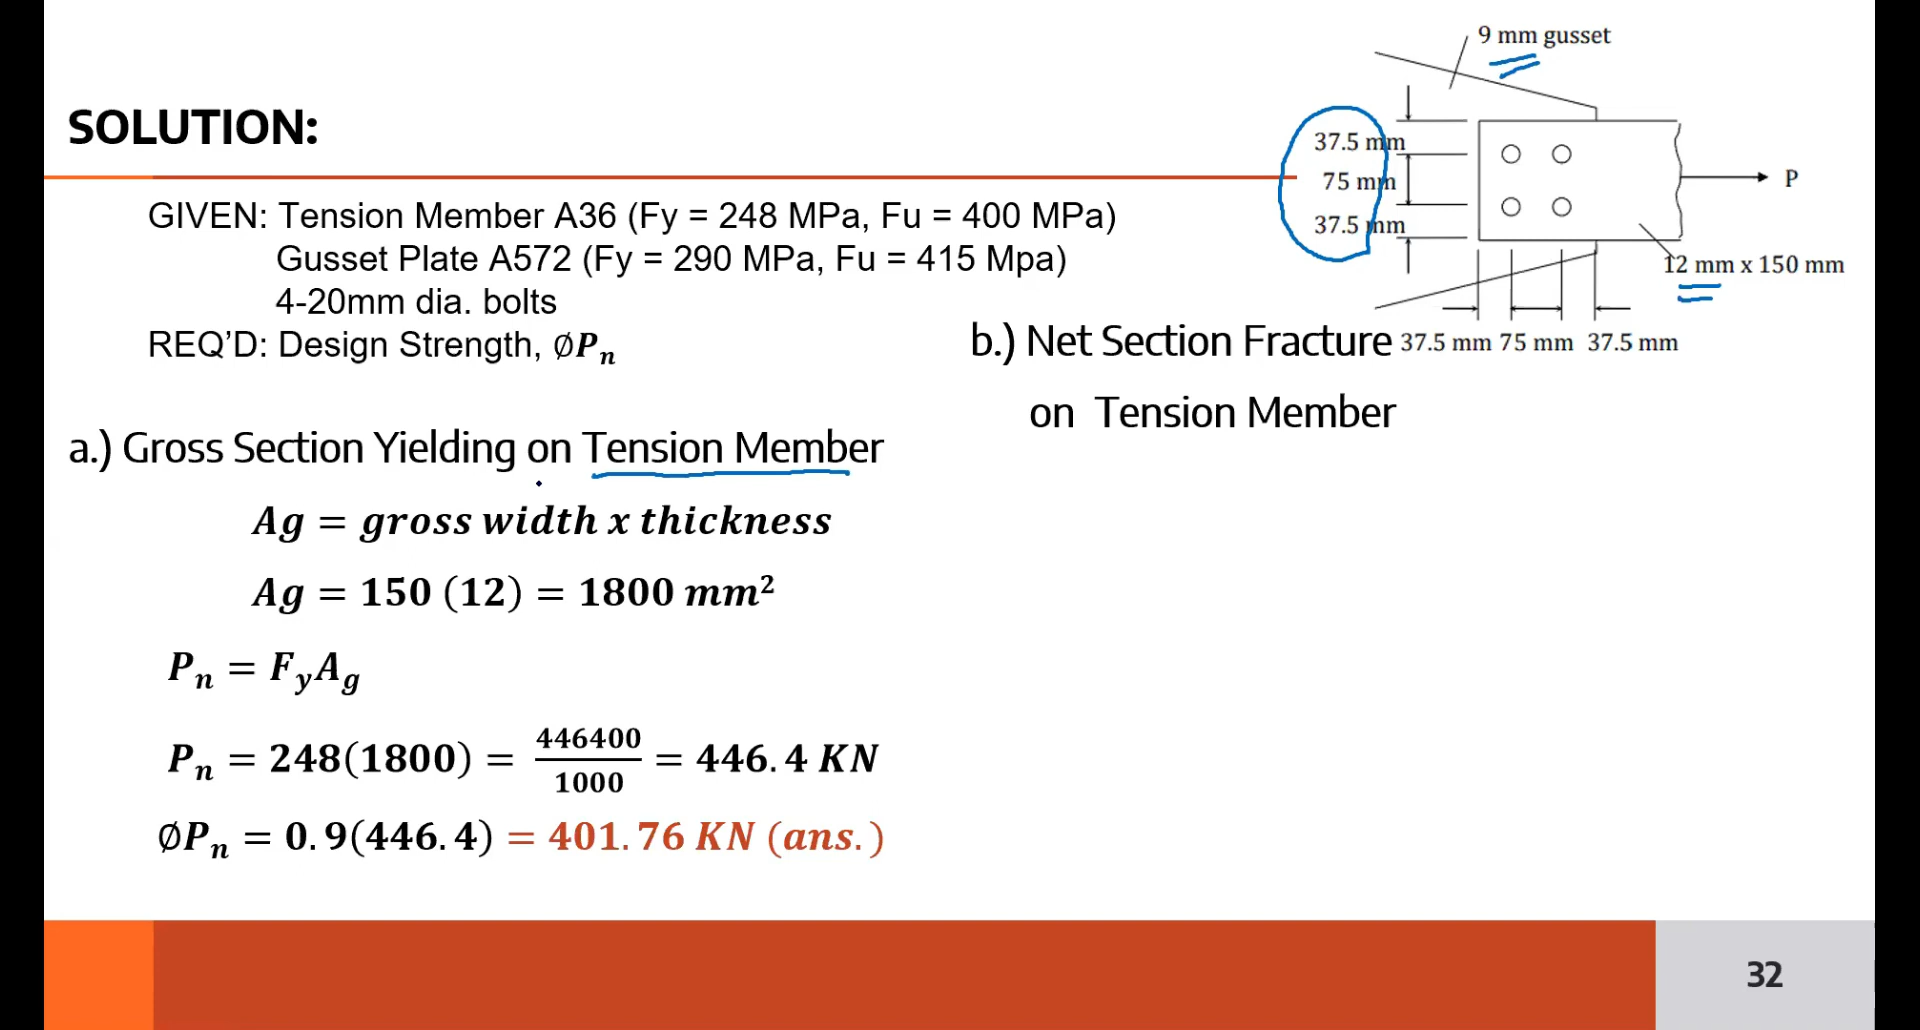 SOLUTION:
GIVEN: Tension Member A36 (Fy = 248 MPa, Fu = 400 MPa)
Gusset Plate A572 (Fy = 290 MPa, Fu = 415 Mpa)
4-20mm dia. bolts
REQ'D: Design Strength, ∅Pₙ
a.) Gross Section Yielding on Tension Member
Ag = gross width x thickness
Ag = 150 (12) = 1800 mm²
Pₙ = F_yA_g
Pₙ = 248(1800) = 446400/1000 = 446.4 KN
∅Pₙ = 0.9(446.4) = 401.76 KN (ans.)
9 mm gusset
37.5 mm
75 mm
37.5 mm
P
12 mm x 150 mm
37.5 mm 75 mm 37.5 mm
b.) Net Section Fracture
on Tension Member
32